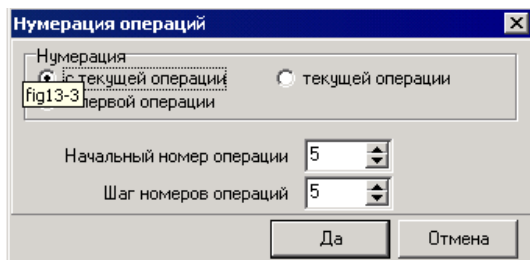 Нумерация операций
Нумерация
с текущей операции
текущей операции
fig13-3
первой операции
Начальный номер операции 5
Шаг номеров операций 5
Да
Отмена